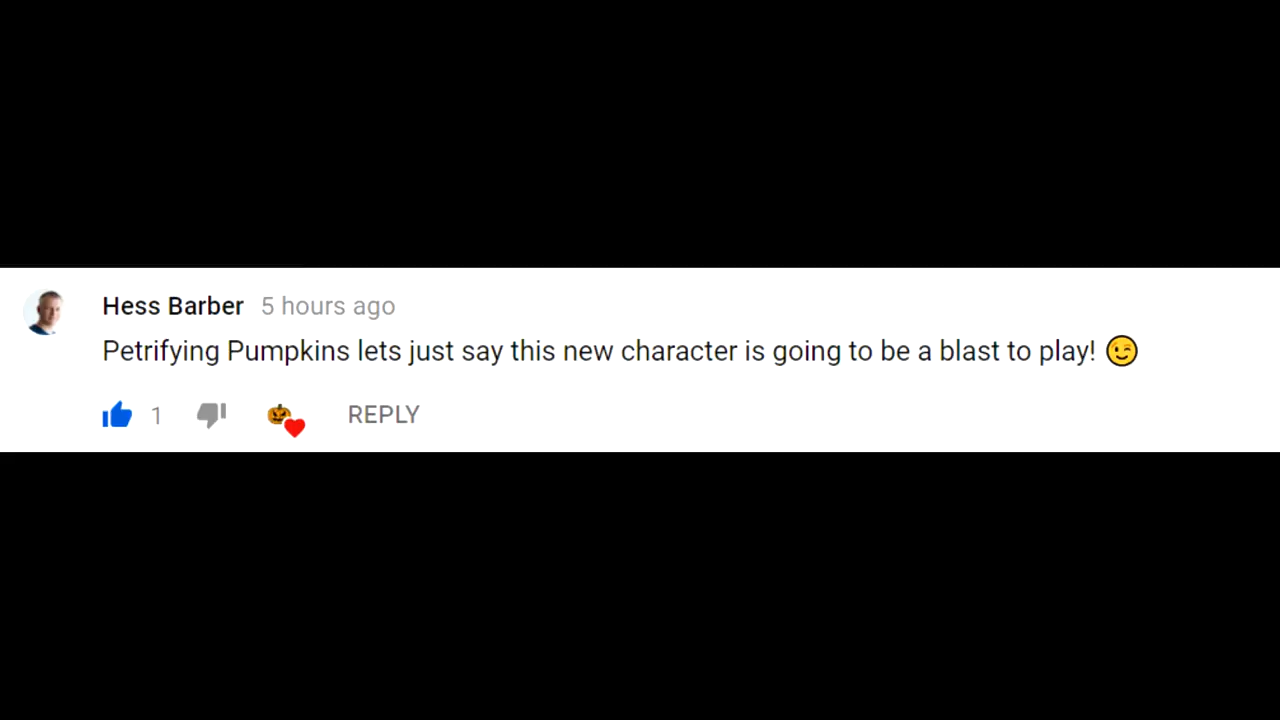 Hess Barber 5 hours ago
Petrifying Pumpkins lets just say this new character is going to be a blast to play! 😉
1 REPLY